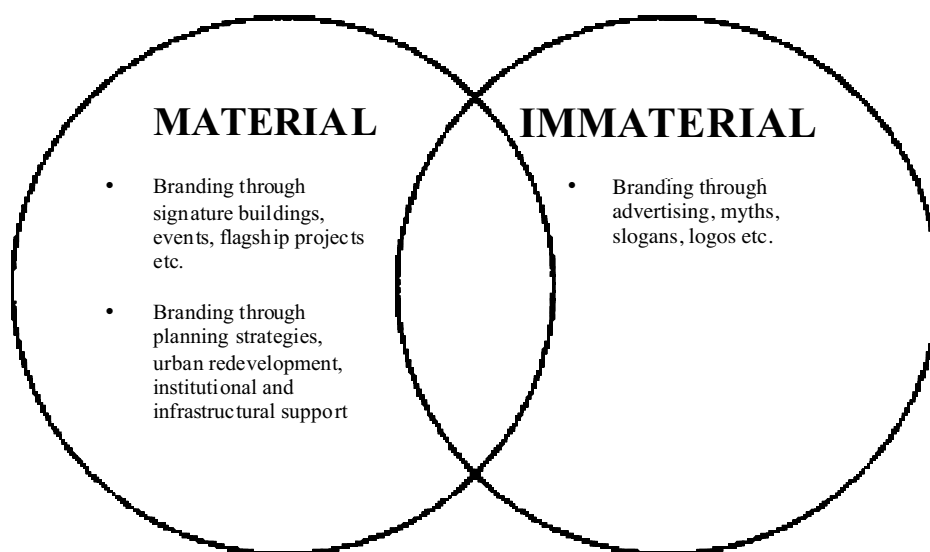 MATERIAL
• Branding through
signature buildings,
events, flagship projects
etc.
• Branding through
planning strategies,
urban redevelopment,
institutional and
infrastructural support
IMMATERIAL
• Branding through
advertising, myths,
slogans, logos etc.